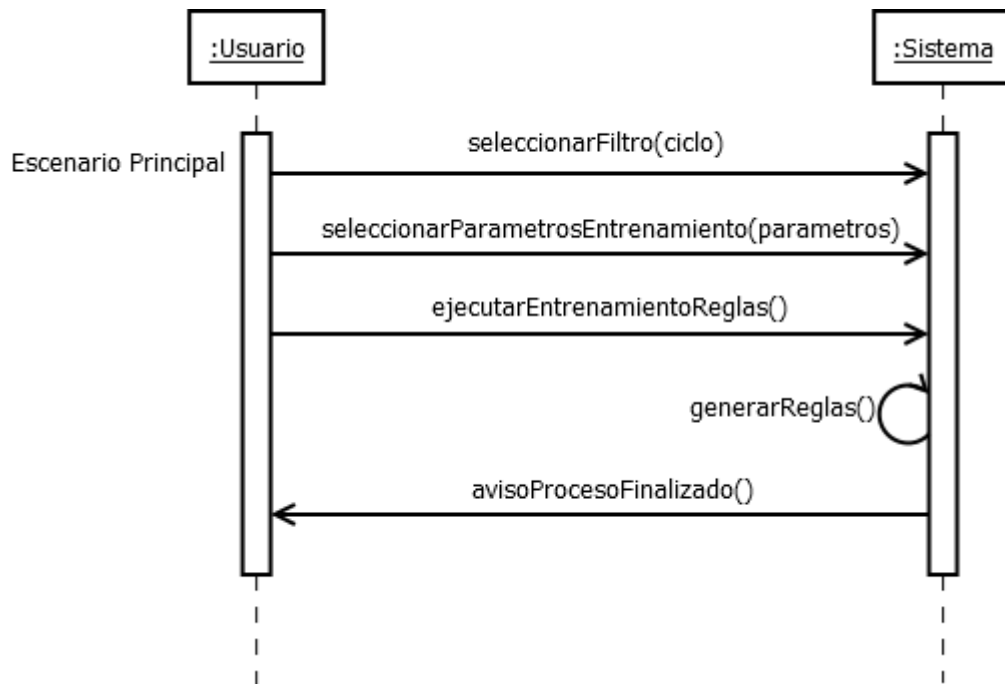 :Usuario
:Sistema
Escenario Principal
seleccionarFiltro(ciclo)
seleccionarParametrosEntrenamiento(parametros)
ejecutarEntrenamientoReglas()
generarReglas()
avisoProcesoFinalizado()